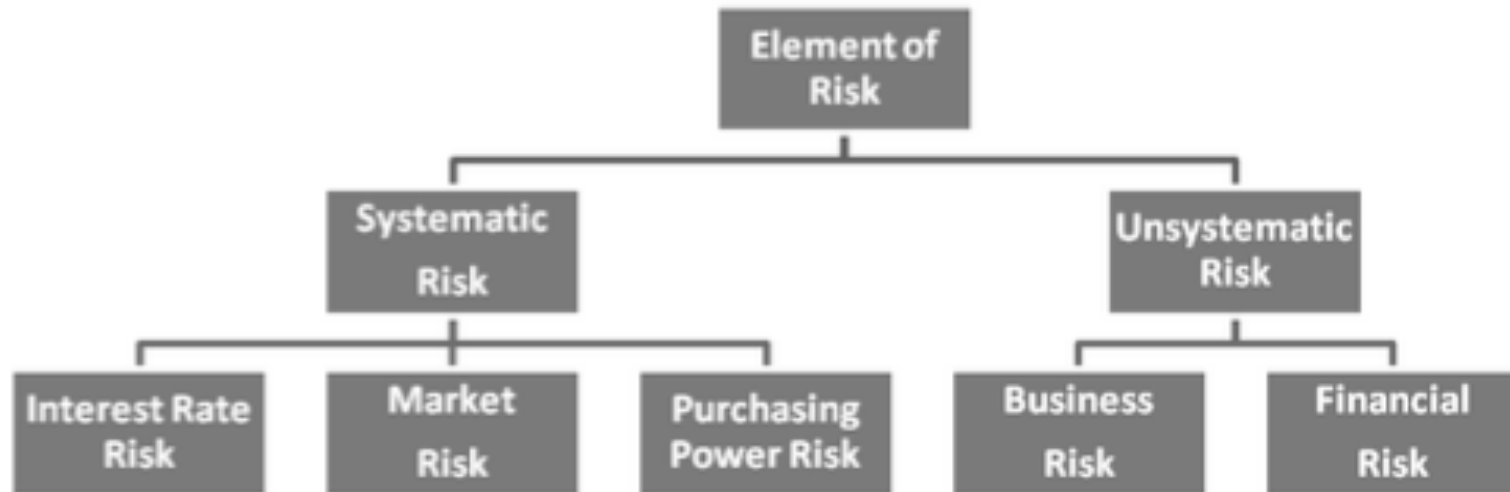 Element of
Risk
Systematic
Risk
Unsystematic
Risk
Interest Rate
Risk
Market
Risk
Purchasing
Power Risk
Business
Risk
Financial
Risk